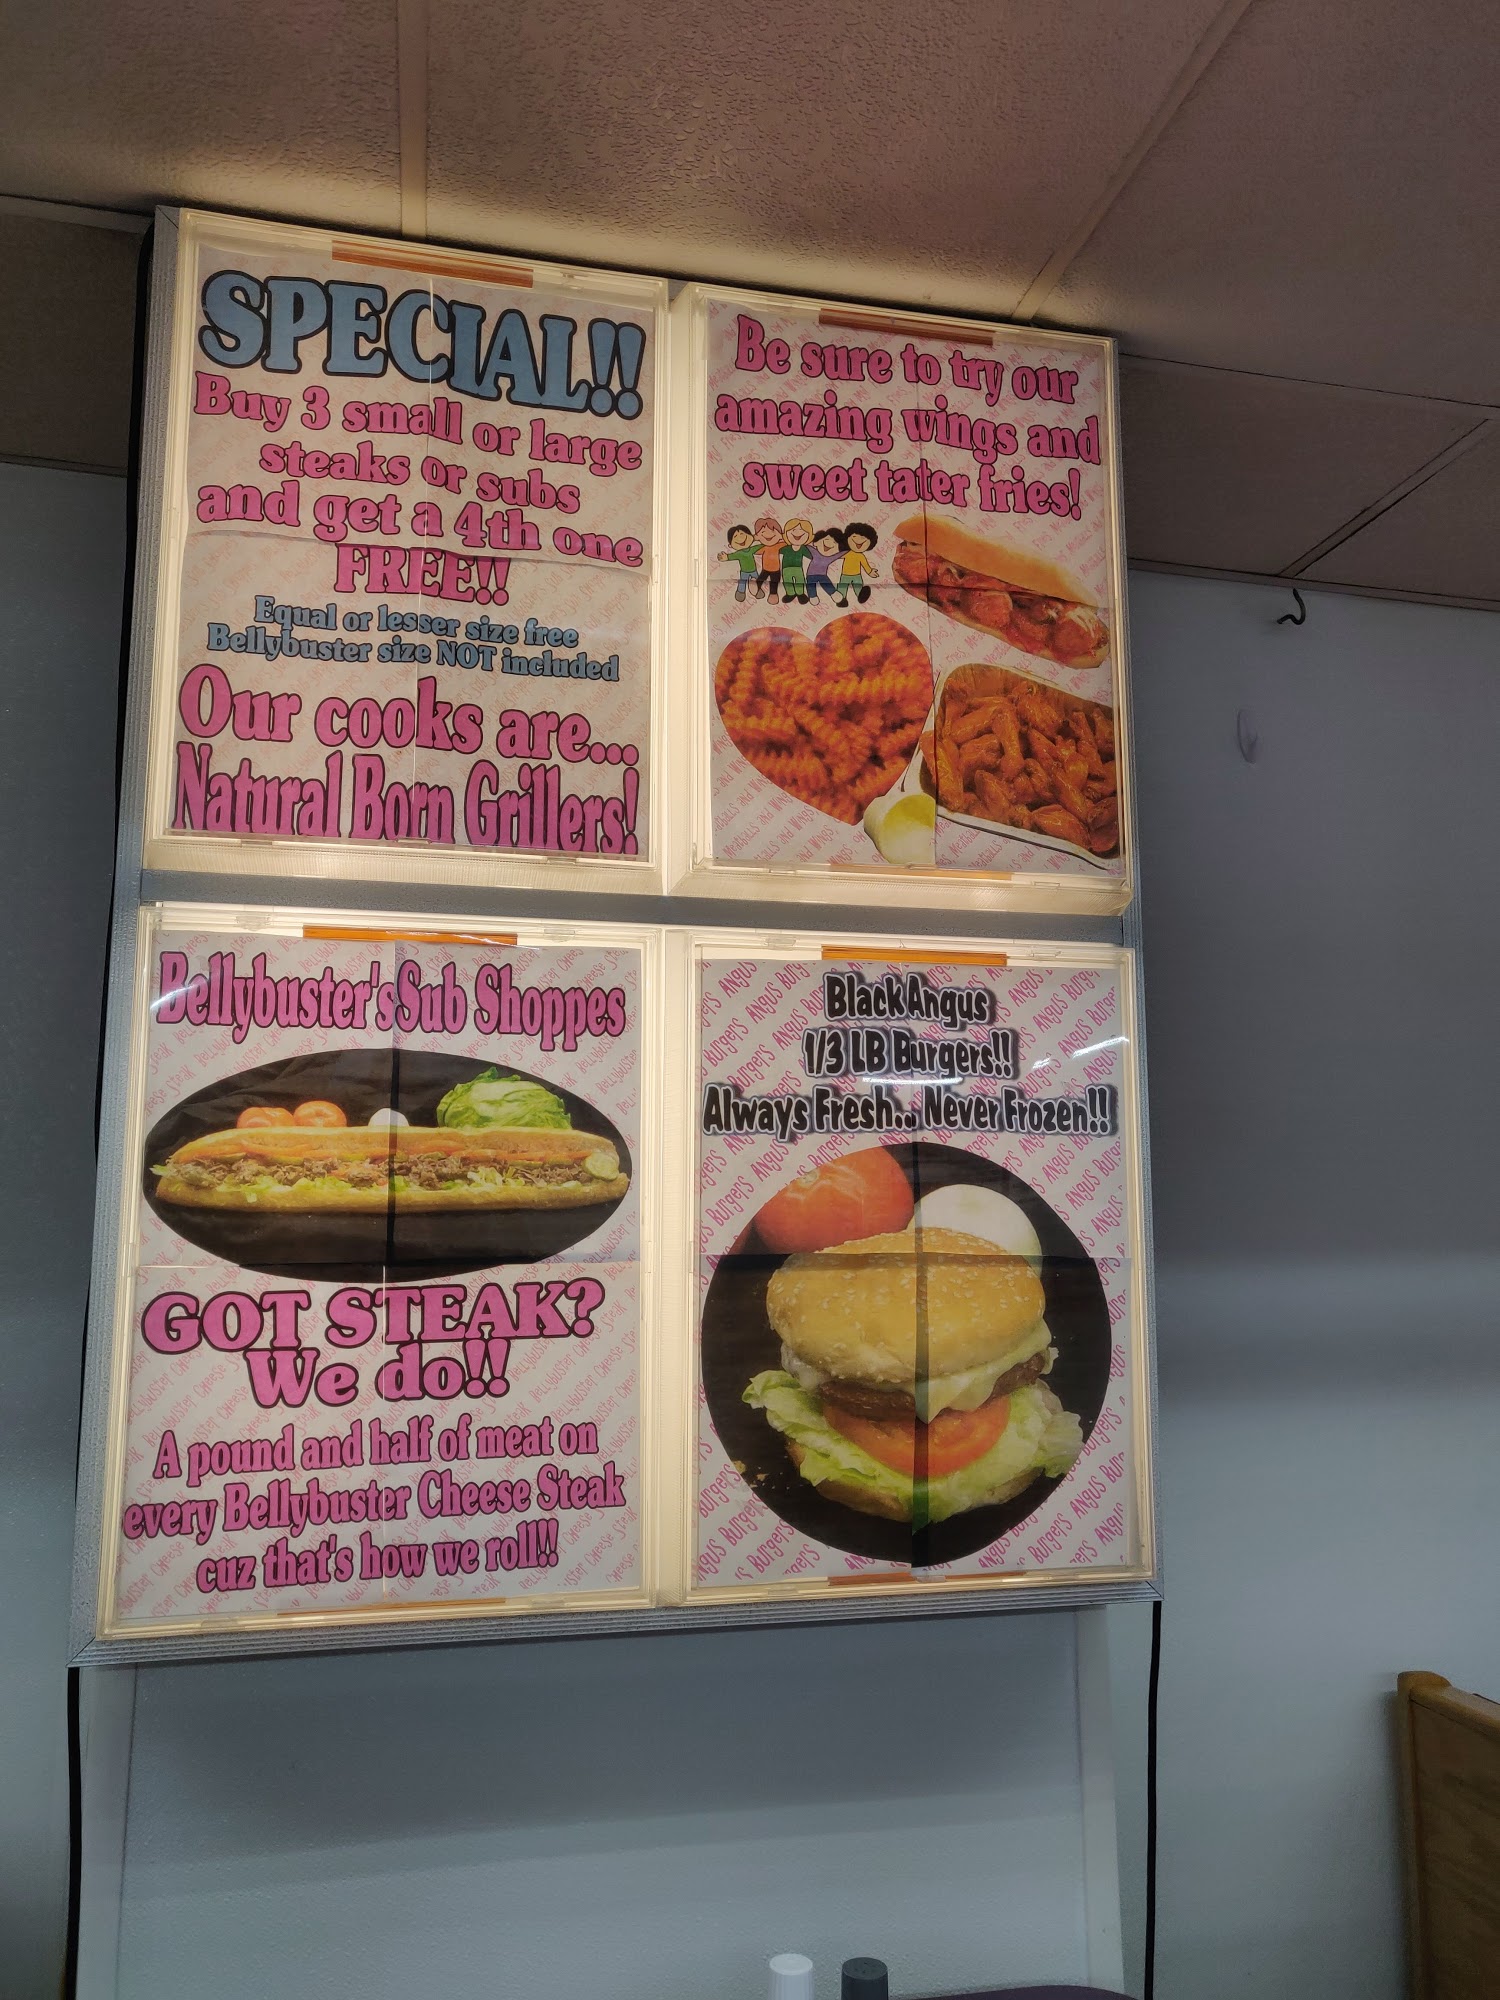 SPECIAL!!
Buy 3 small or large
steaks or subs
and get a 4th one
FREE!!
Equal or lesser size free
Bellybuster size NOT included
Our cooks are...
Natural Born Grillers!
Be sure to try our
amazing wings and
sweet tater fries!
Bellybuster's Sub Shoppes
GOT STEAK?
We do!!
A pound and half of meat on
every Bellybuster Cheese Steak
cuz that's how we roll!!
Black Angus
1/3 LB Burgers!!
Always Fresh... Never Frozen!!